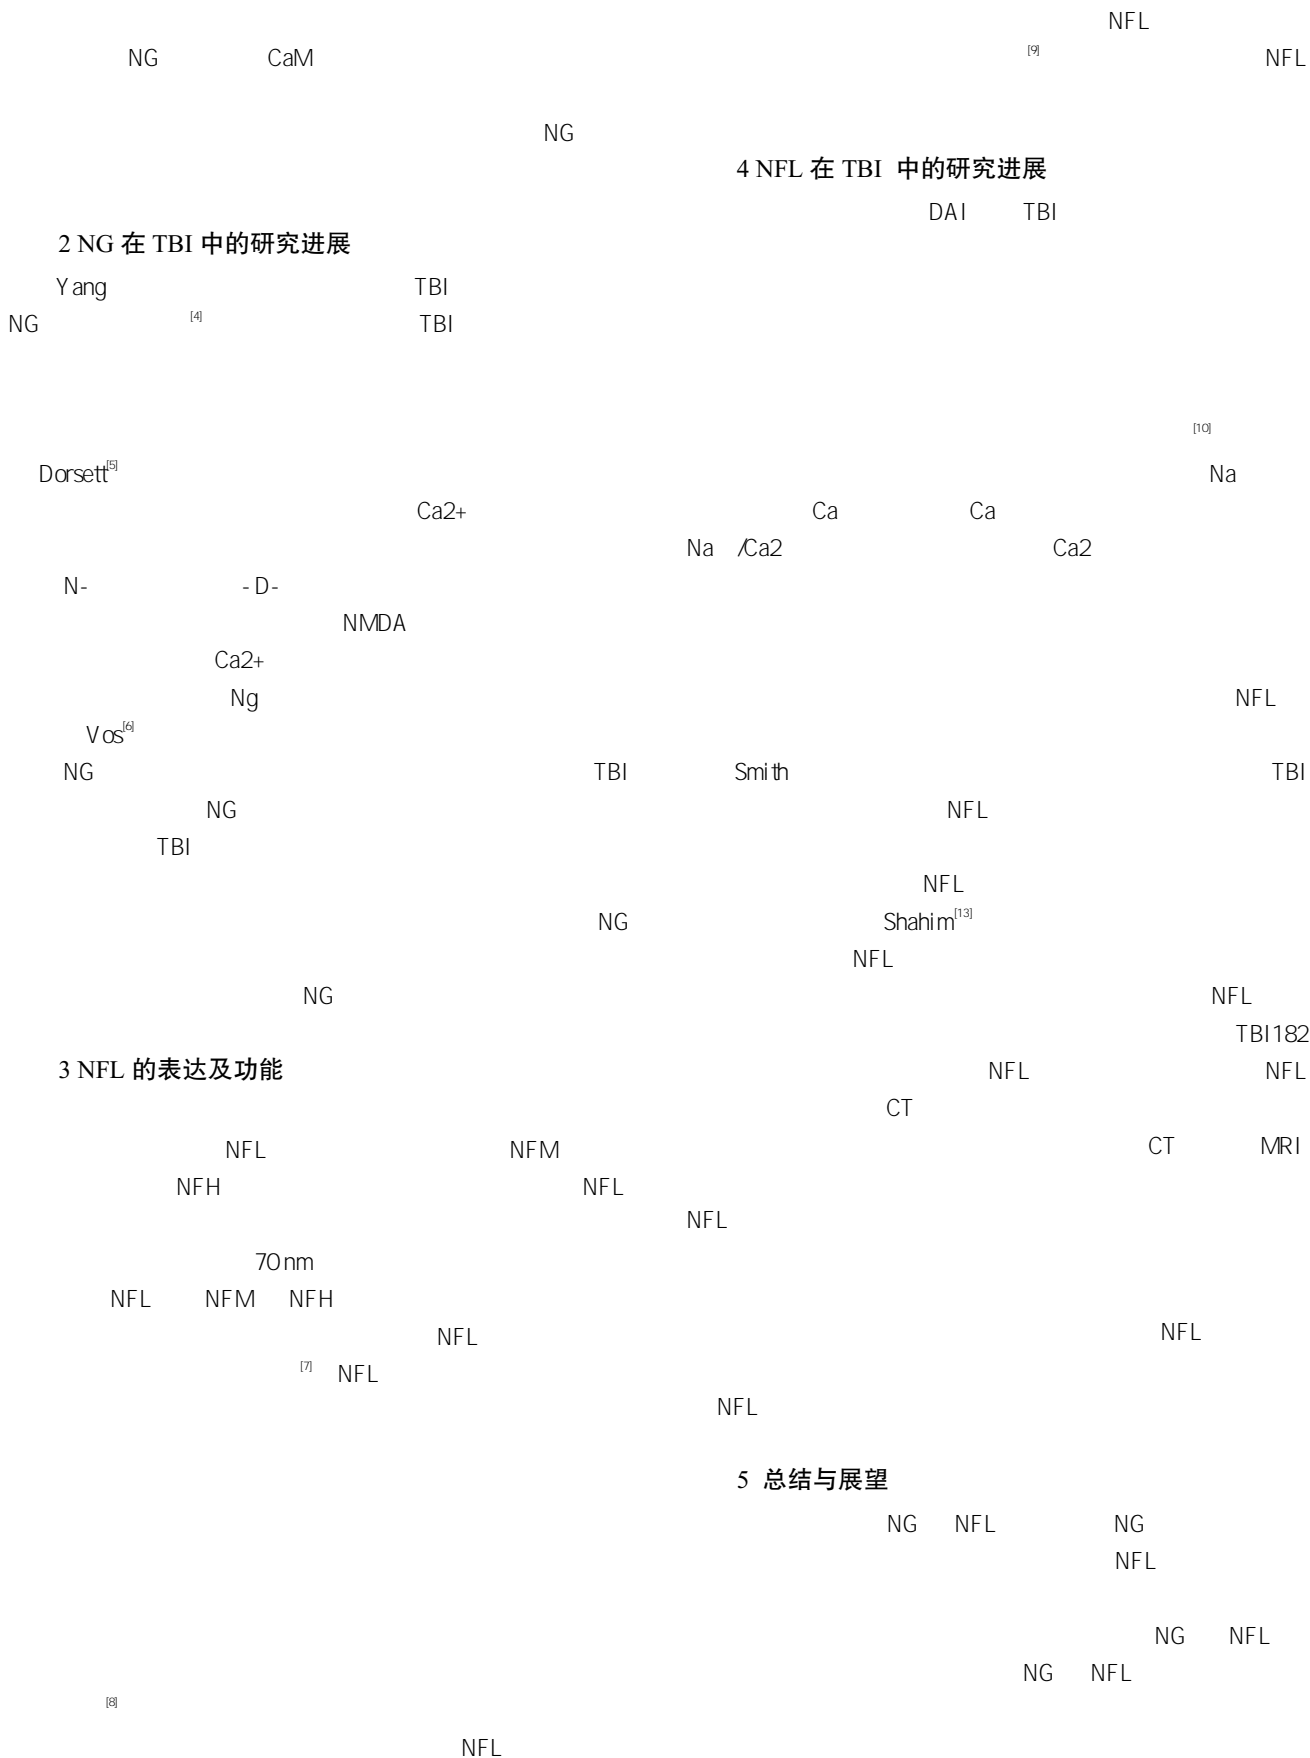 NG CaM
NG
2 NG 在 TBI 中的研究进展
Yang TBI
NG [4] TBI
Dorsett[5]
Ca2+
N- -D-
NMDA
Ca2+
Ng
Vos[6]
NG TBI
NG
TBI
NG
NG
3 NFL 的表达及功能
NFL NFM
NFH NFL
70nm
NFL NFM NFH
NFL
[7] NFL
[8]
NFL
NFL
[9] NFL
4 NFL 在 TBI 中的研究进展
DAI TBI
[10]
Na
Ca Ca
Na /Ca2 Ca2
NFL
Smith TBI
NFL
NFL
Shahim[13]
NFL
NFL
TBI182
NFL NFL
CT
CT MRI
NFL
NFL
NFL
5 总结与展望
NG NFL NG
NFL
NG NFL
NG NFL